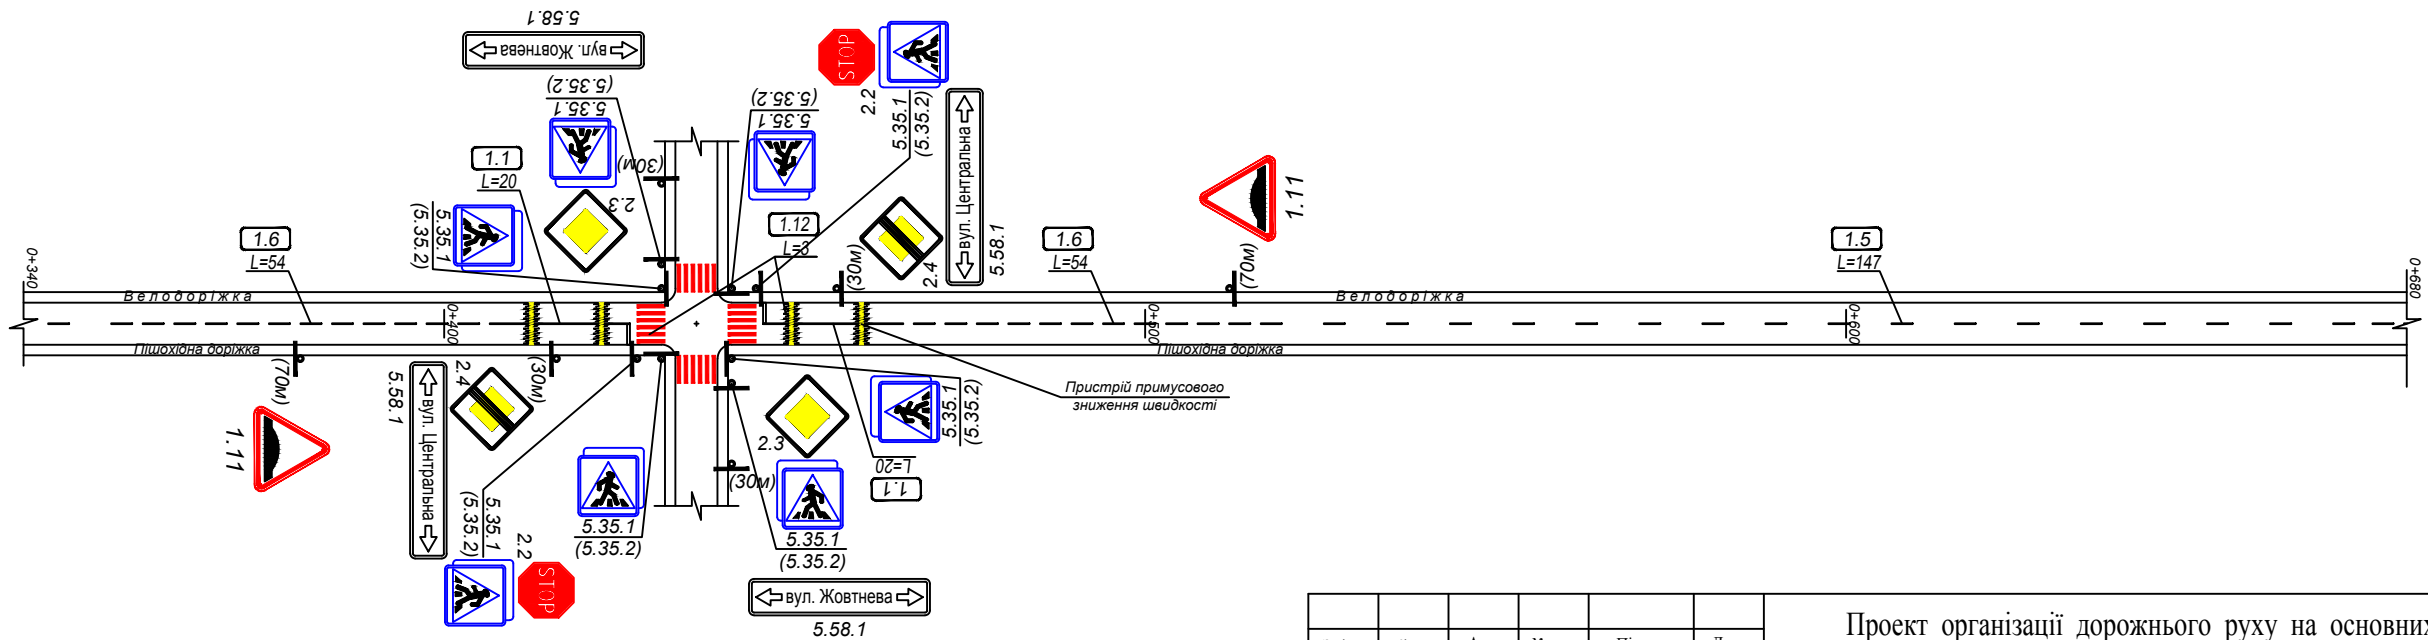 5.58.1
вул. Жовтнева
(5.35.2)
5.35.1
(5.35.2)
5.35.1
STOP
2.2
5.35.1
(5.35.2)
вул. Центральна
5.58.1
1.1
L=20
(30м)
2.3
5.35.1
(5.35.2)
1.12
L=3
2.4
(30м)
1.11
(70м)
1.6
L=54
1.6
L=54
1.5
L=147
0+340
Велодоріжка
Велодоріжка
0+680
0+400
0+500
0+600
Пішохідна доріжка
Пішохідна доріжка
(70м)
(30м)
2.4
5.58.1
вул. Центральна
1.11
5.35.1
(5.35.2)
2.2
STOP
5.35.1
(5.35.2)
2.3
(30м)
5.35.1
(5.35.2)
5.35.1
(5.35.2)
L=20
1.1
Пристрій примусового
зниження швидкості
вул. Жовтнева
5.58.1
Проект організації дорожнього руху на основних